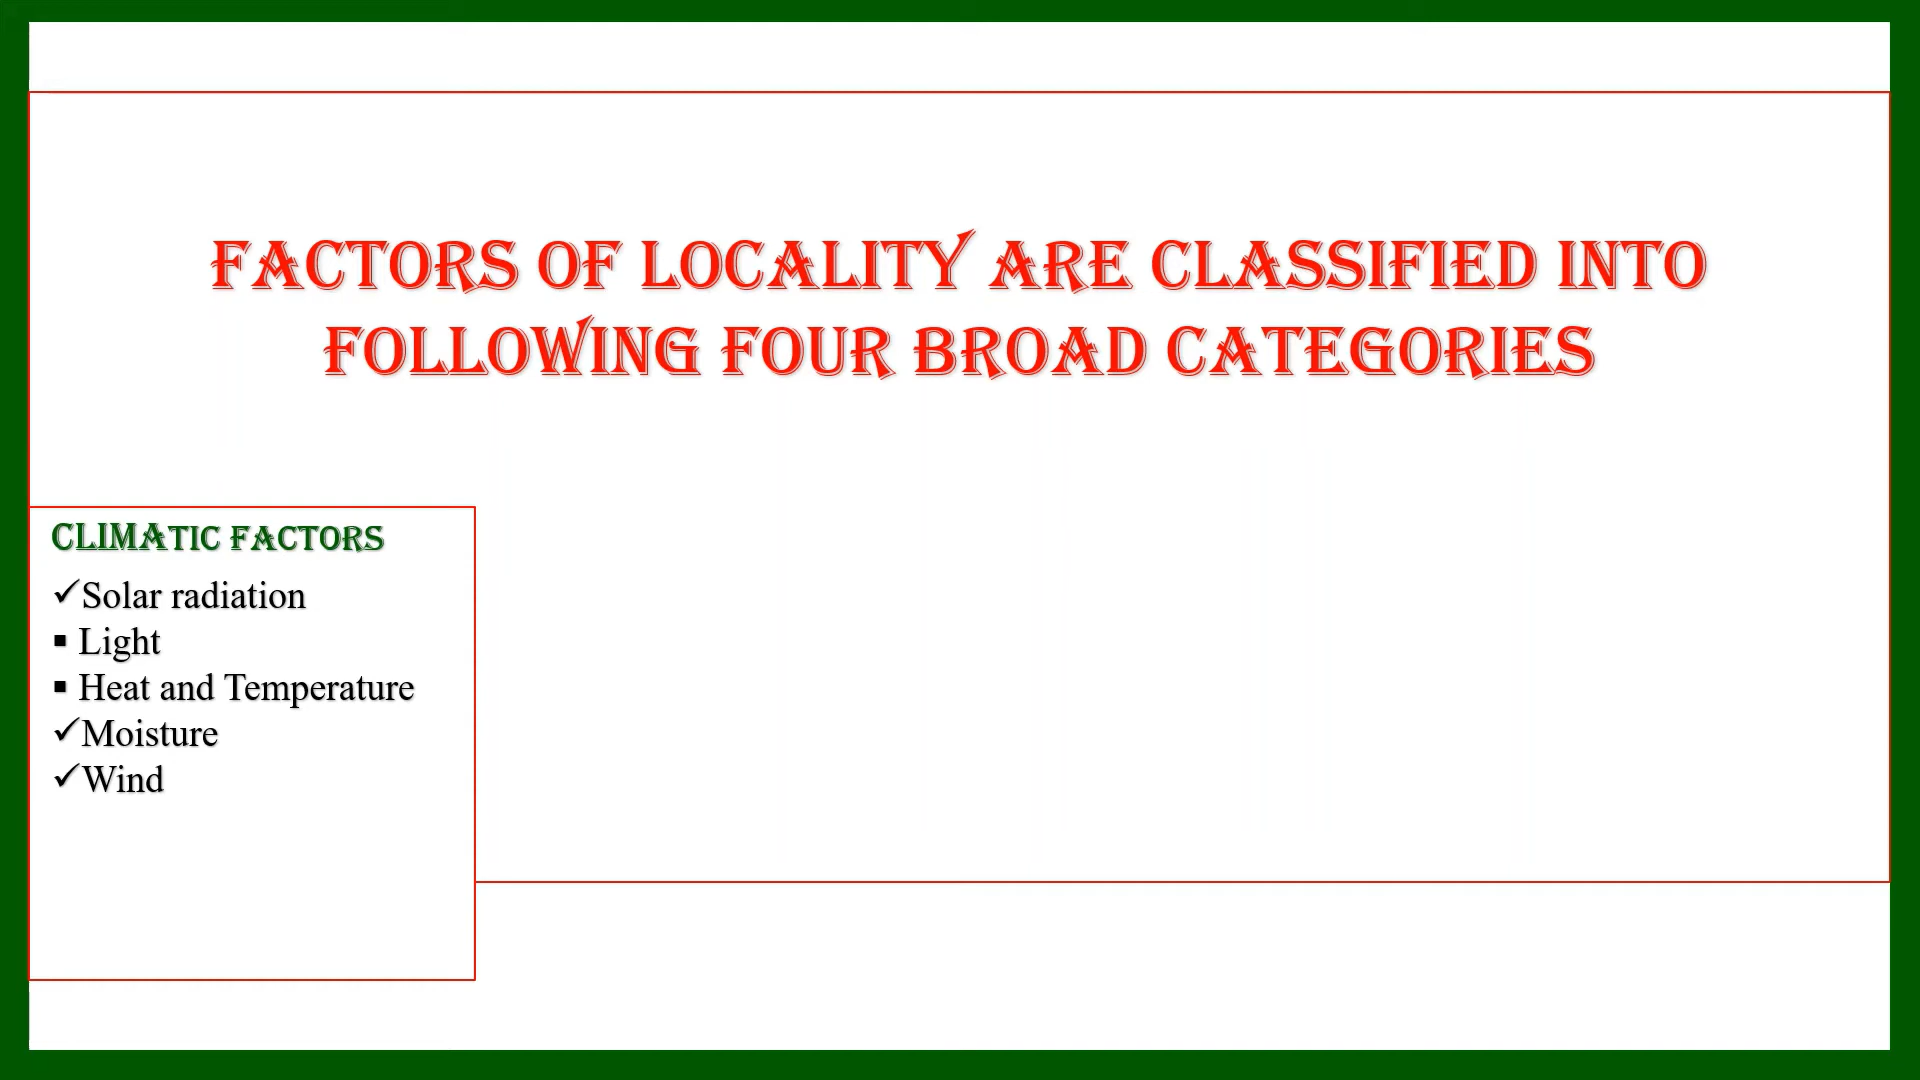 FACTORS OF LOCALITY ARE CLASSIFIED INTO
FOLLOWING FOUR BROAD CATEGORIES
CLIMATIC FACTORS
✓Solar radiation
▪ Light
▪ Heat and Temperature
✓Moisture
✓Wind